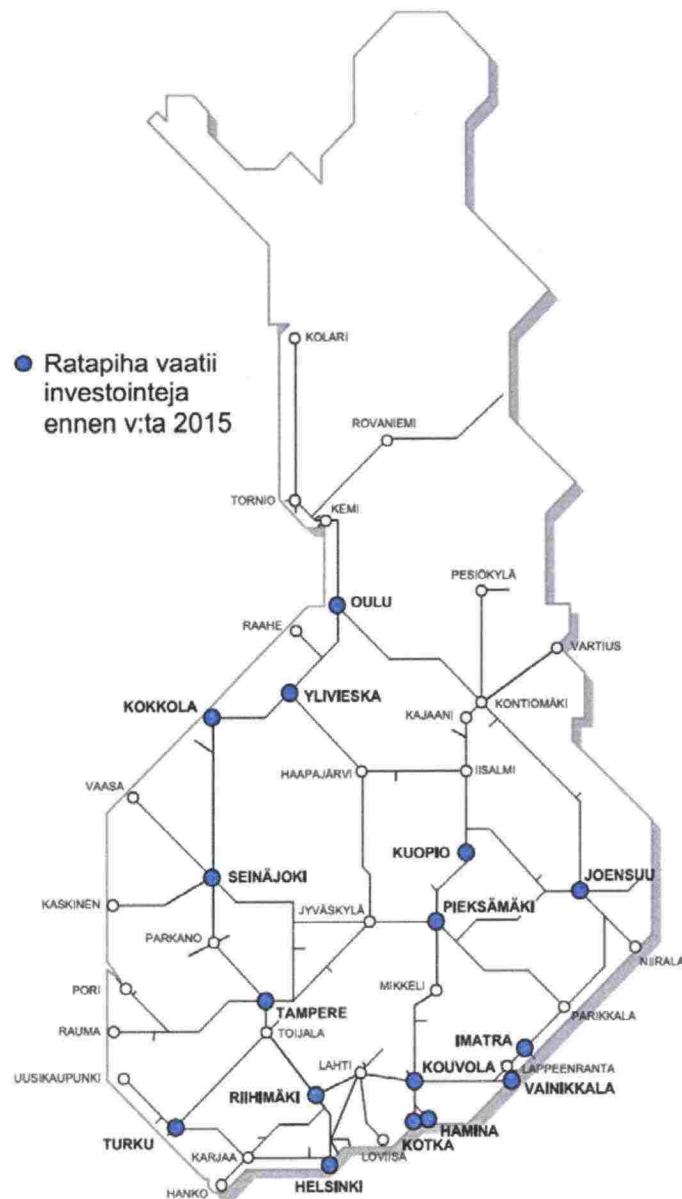 KOLARI
Ratapiha vaatii
investointeja
ennen v:ta 2015
ROVANIEMI
TORNIO
KEMI
PESIÖKYLÄ
OULU
RAAHE
VARTIUS
YLIVIESKA
KONTIOMÄKI
KOKKOLA
KAJAANI
HAAPAJÄRVI
IISALMI
VAASA
KUOPIO
SEINÄJOKI
JOENSUU
KASKINEN
JYVÄSKYLÄ
PIEKSÄMÄKI
PARKANO
NIIRALA
PORI
MIKKELI
TAMPERE
PARIKKALA
RAUMA
TOIJALA
IMATRA
LAHTI
KOUVOLA
LAPPEENRANTA
UUSIKAUPUNKI
RIIHIMÄKI
VAINIKKALA
TURKU
HAMINA
KOTKA
KARJAA
LOVIISA
HELSINKI
HANKO